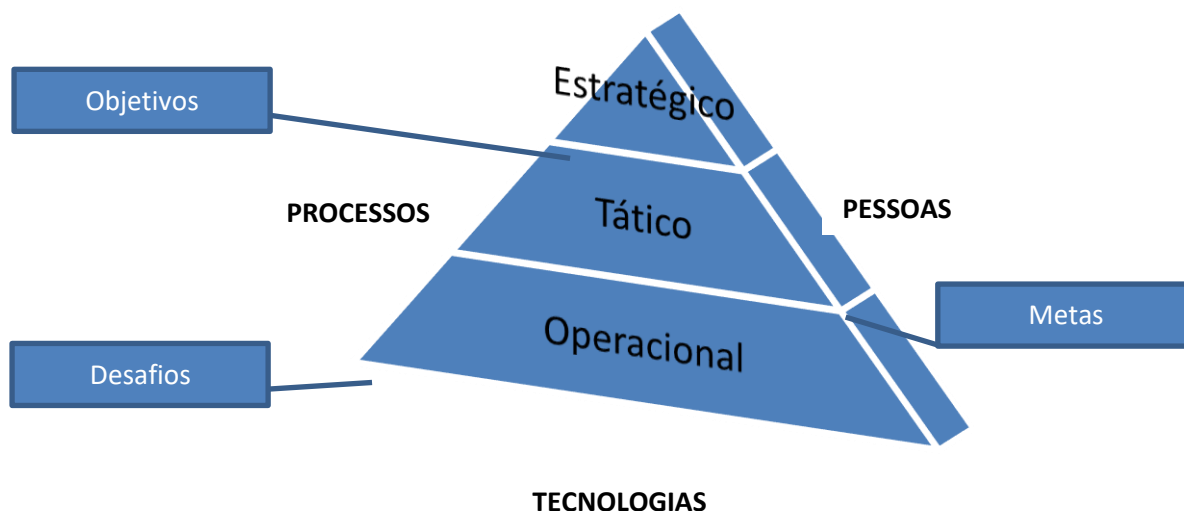 Estratégico
Objetivos
PROCESSOS
Tático
PESSOAS
Metas
Operacional
Desafios
TECNOLOGIAS